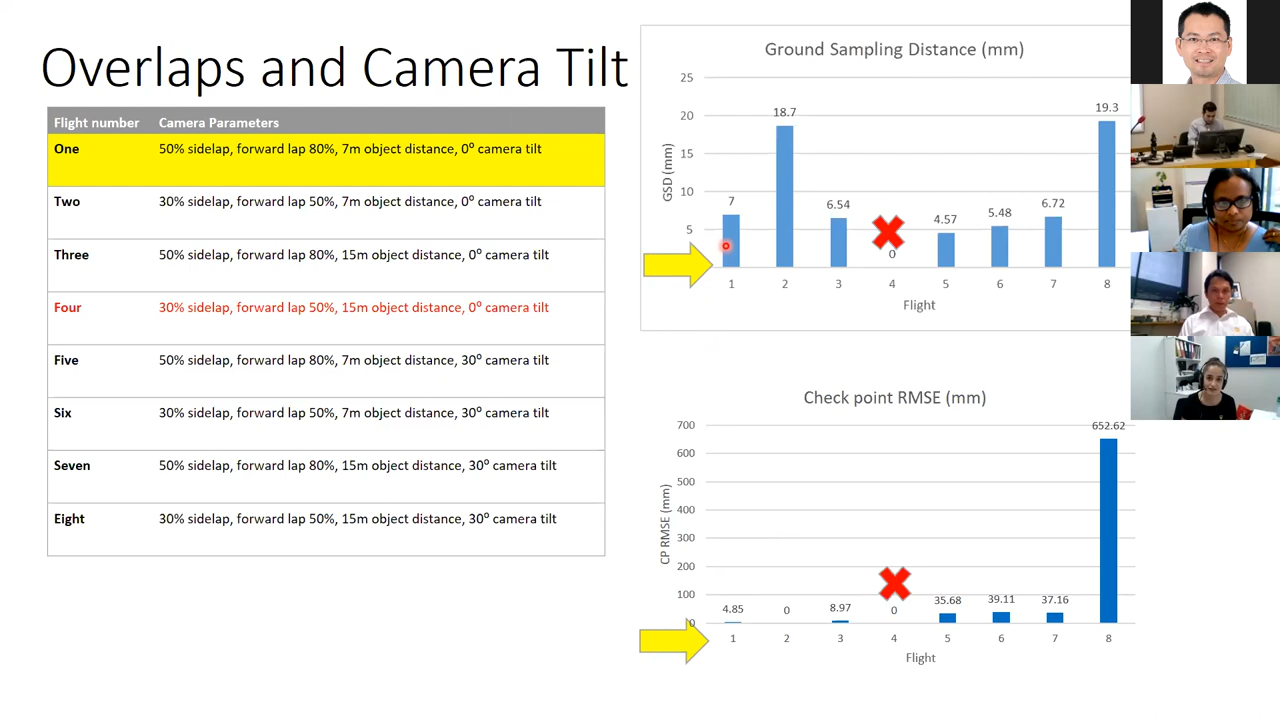 Overlaps and Camera Tilt
Flight number Camera Parameters
One 50% sidelap, forward lap 80%, 7m object distance, 0° camera tilt
Two 30% sidelap, forward lap 50%, 7m object distance, 0° camera tilt
Three 50% sidelap, forward lap 80%, 15m object distance, 0° camera tilt
Four 30% sidelap, forward lap 50%, 15m object distance, 0° camera tilt
Five 50% sidelap, forward lap 80%, 7m object distance, 30° camera tilt
Six 30% sidelap, forward lap 50%, 7m object distance, 30° camera tilt
Seven 50% sidelap, forward lap 80%, 15m object distance, 30° camera tilt
Eight 30% sidelap, forward lap 50%, 15m object distance, 30° camera tilt
Ground Sampling Distance (mm)
GSD (mm)
25
20
15
10
5
7
18.7
6.54
0
4.57
5.48
6.72
19.3
1 2 3 4 5 6 7 8
Flight
Check point RMSE (mm)
CP RMSE (mm)
700
600
500
400
300
200
100
0
4.85
0
8.97
0
35.68
39.11
37.16
652.62
1 2 3 4 5 6 7 8
Flight